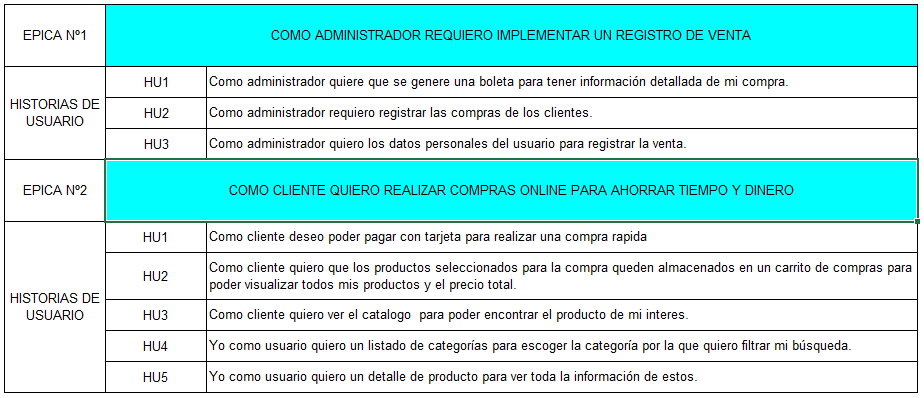 EPICA Nº1
COMO ADMINISTRADOR REQUIERO IMPLEMENTAR UN REGISTRO DE VENTA
HISTORIAS DE
USUARIO
HU1
Como administrador quiere que se genere una boleta para tener información detallada de mi compra.
HU2
Como administrador requiero registrar las compras de los clientes.
HU3
Como administrador quiero los datos personales del usuario para registrar la venta.
EPICA Nº2
COMO CLIENTE QUIERO REALIZAR COMPRAS ONLINE PARA AHORRAR TIEMPO Y DINERO
HISTORIAS DE
USUARIO
HU1
Como cliente deseo poder pagar con tarjeta para realizar una compra rapida
HU2
Como cliente quiero que los productos seleccionados para la compra queden almacenados en un carrito de compras para
poder visualizar todos mis productos y el precio total.
HU3
Como cliente quiero ver el catalogo  para poder encontrar el producto de mi interes.
HU4
Yo como usuario quiero un listado de categorías para escoger la categoría por la que quiero filtrar mi búsqueda.
HU5
Yo como usuario quiero un detalle de producto para ver toda la información de estos.